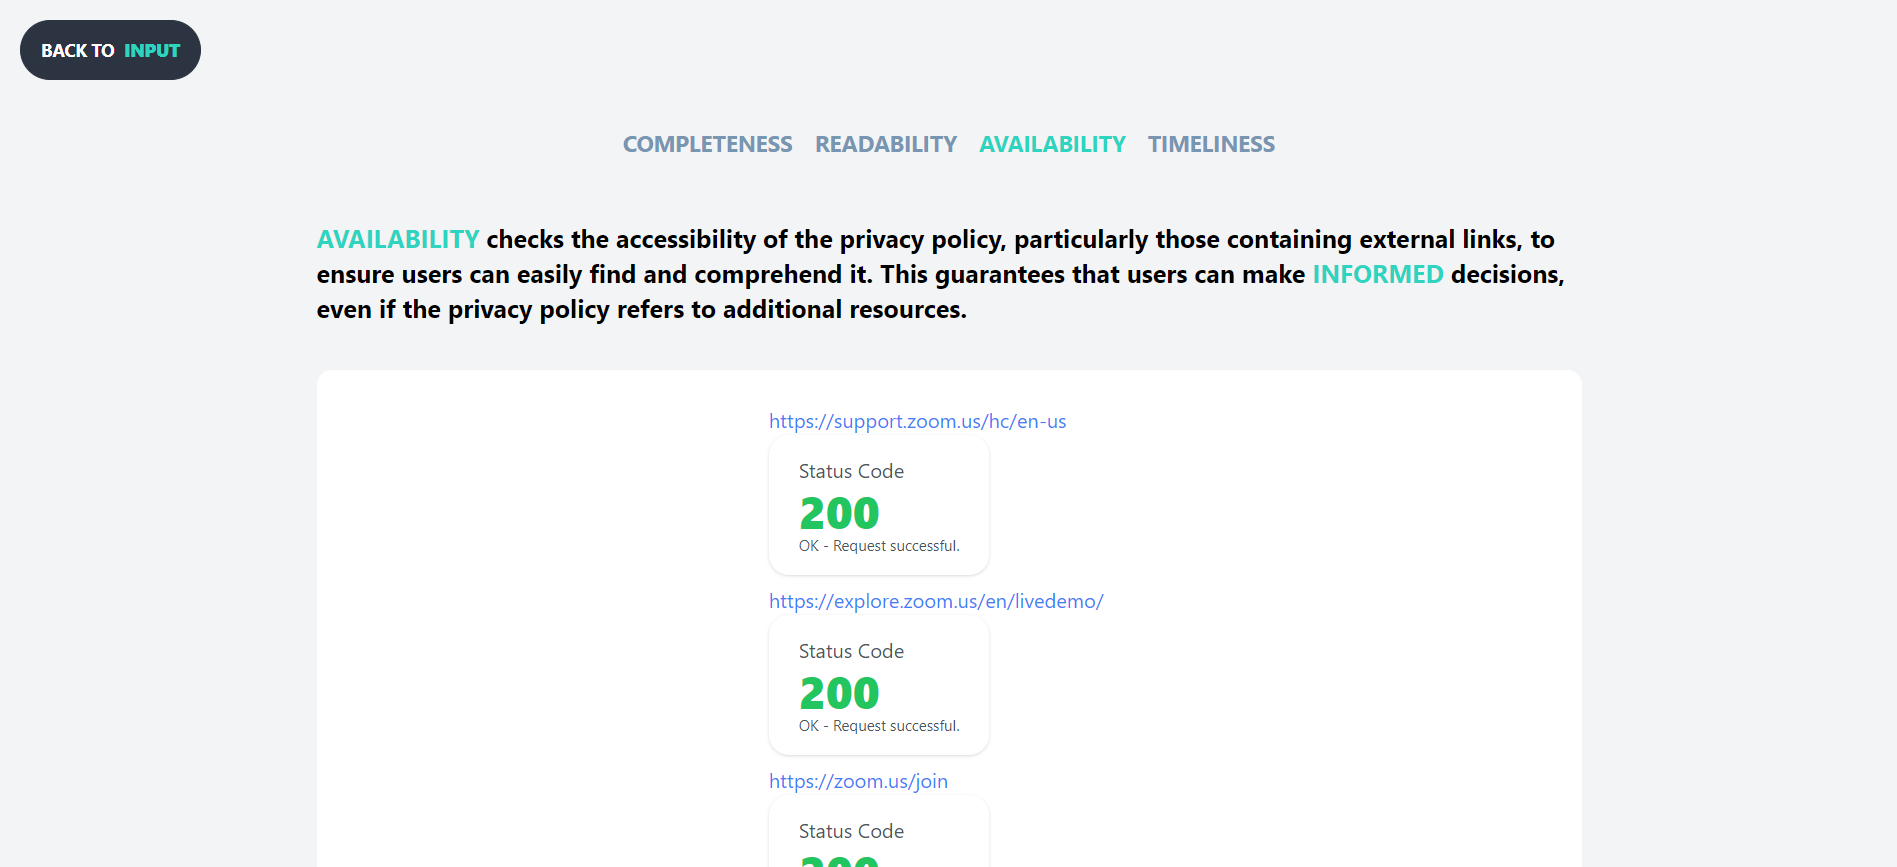 BACK TO INPUT
COMPLETENESS READABILITY AVAILABILITY TIMELINESS
AVAILABILITY checks the accessibility of the privacy policy, particularly those containing external links, to
ensure users can easily find and comprehend it. This guarantees that users can make INFORMED decisions,
even if the privacy policy refers to additional resources.
https://support.zoom.us/hc/en-us
Status Code
200
OK - Request successful.
https://explore.zoom.us/en/livedemo/
Status Code
200
OK - Request successful.
https://zoom.us/join
Status Code
200